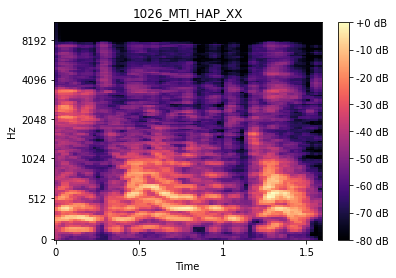 1026_MTI_HAP_XX
+0 dB
8192
-10 dB
4096
-20 dB
-30 dB
2048
Hz
-40 dB
1024
-50 dB
512
-60 dB
-70 dB
0
-80 dB
0
0.5
1
1.5
Time